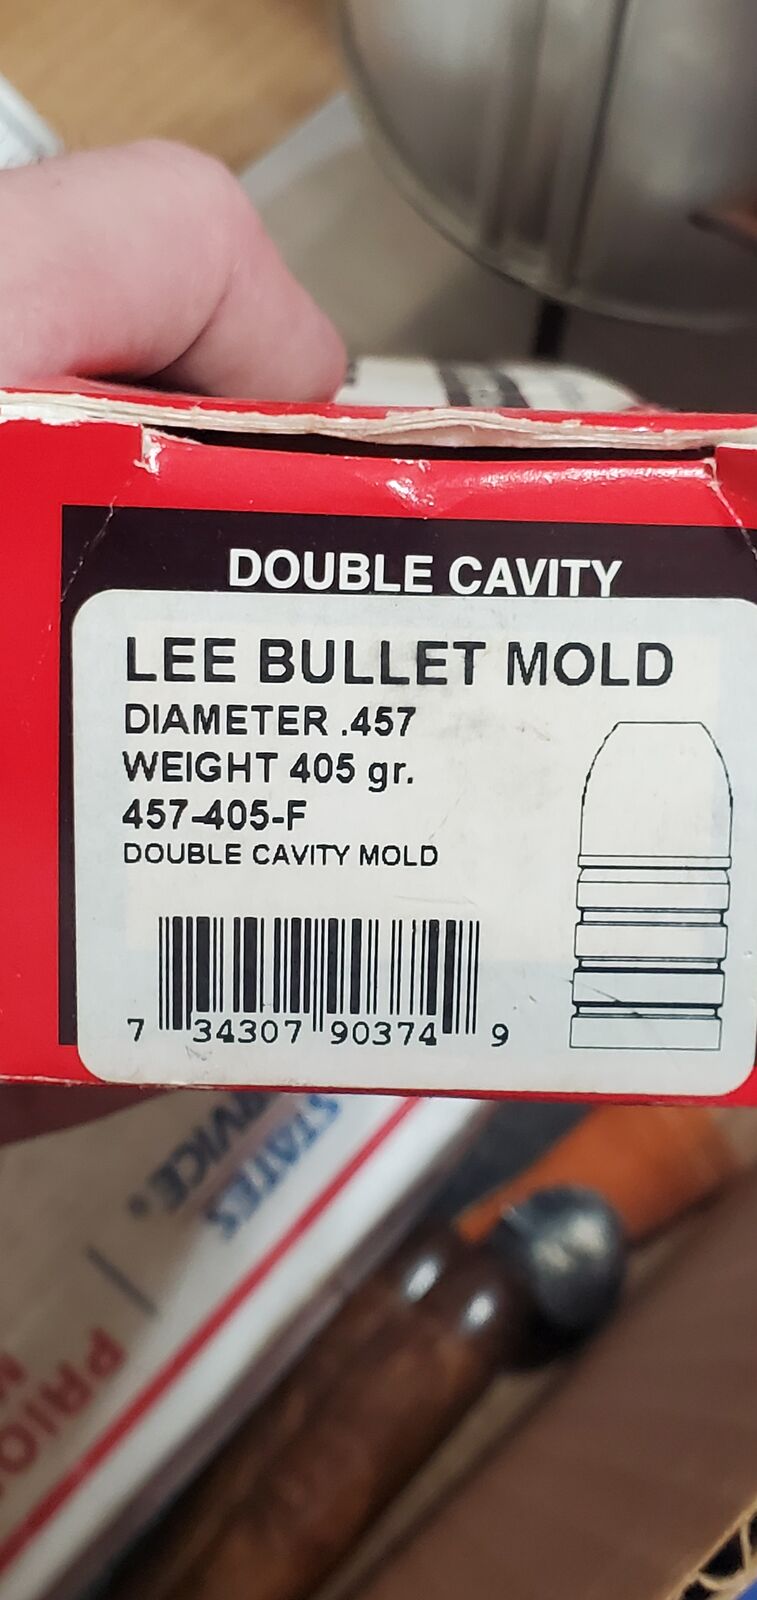 DOUBLE CAVITY
LEE BULLET MOLD
DIAMETER .457
WEIGHT 405 gr.
457-405-F
DOUBLE CAVITY MOLD
7 34307 90374 9
STATES